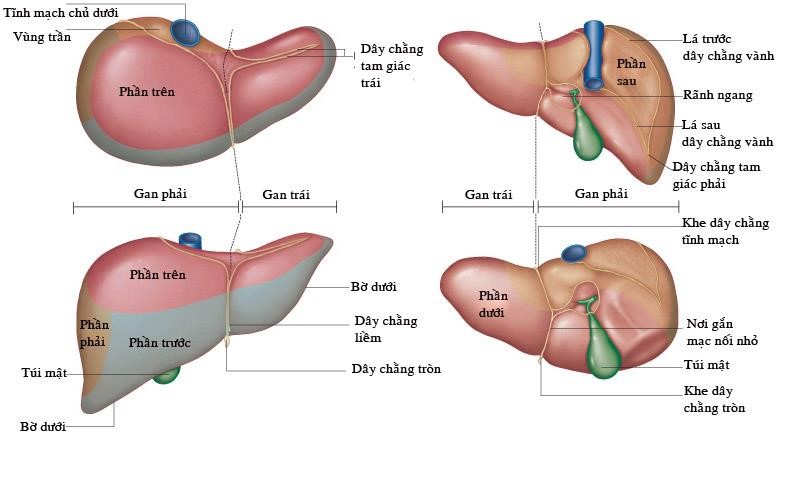 Tĩnh mạch chủ dưới
Vùng trần
Phần trên
Dây chằng
tam giác
trái
Phần
sau
Lá trước
dây chằng vành
Rãnh ngang
Lá sau
dây chằng vành
Dây chằng tam
giác phải
Gan phải
Gan trái
Gan trái
Gan phải
Phần trên
Phần
phải
Phần trước
Túi mật
Bờ dưới
Bờ dưới
Dây chằng
liềm
Dây chằng tròn
Phần
dưới
Khe dây chằng
tĩnh mạch
Nơi gắn
mạc nối nhỏ
Túi mật
Khe dây
chằng tròn